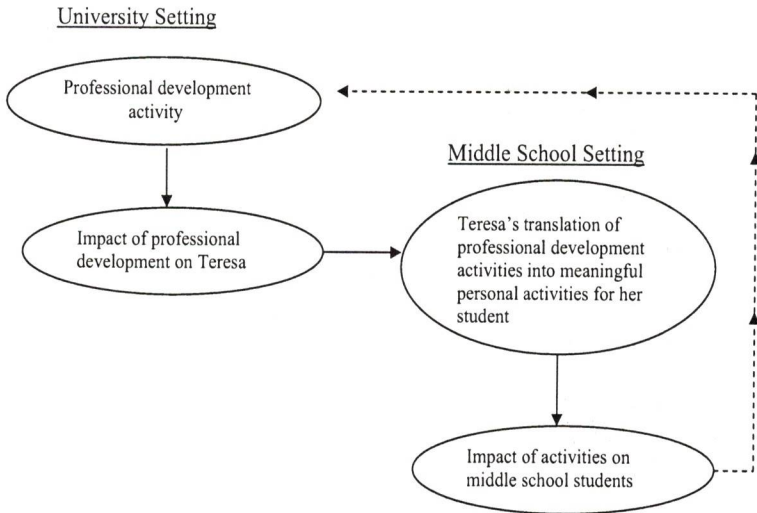 University Setting
Professional development
activity
Impact of professional
development on Teresa
Middle School Setting
Teresa's translation of
professional development
activities into meaningful
personal activities for her
student
Impact of activities on
middle school students